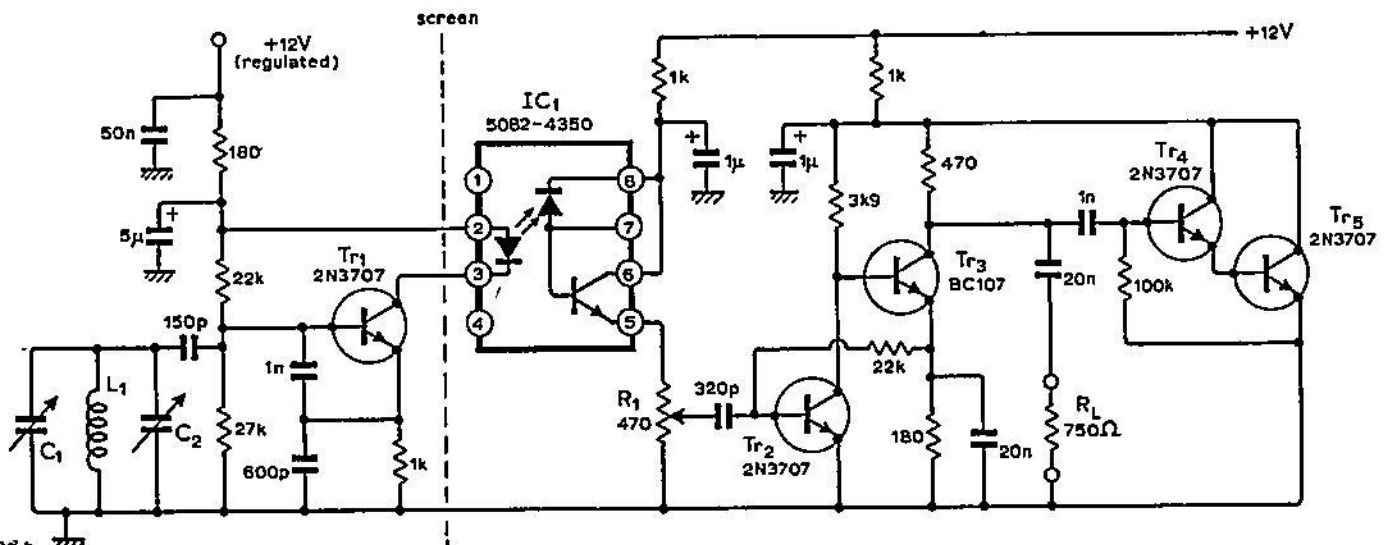 screen
+12V
(regulated)
+12V
50n
180
IC1
5082-4350
1k
1k
1
2
3
4
8
7
6
5
+
1μ
+
1μ
3k9
470
Tr4
2N3707
1n
Tr5
2N3707
+
5μ
22k
Tr1
2N3707
Tr3
BC107
20n
100k
150p
1n
22k
L1
C1
C2
27k
600p
1k
R1
470
320p
Tr2
2N3707
180
20n
RL
750Ω